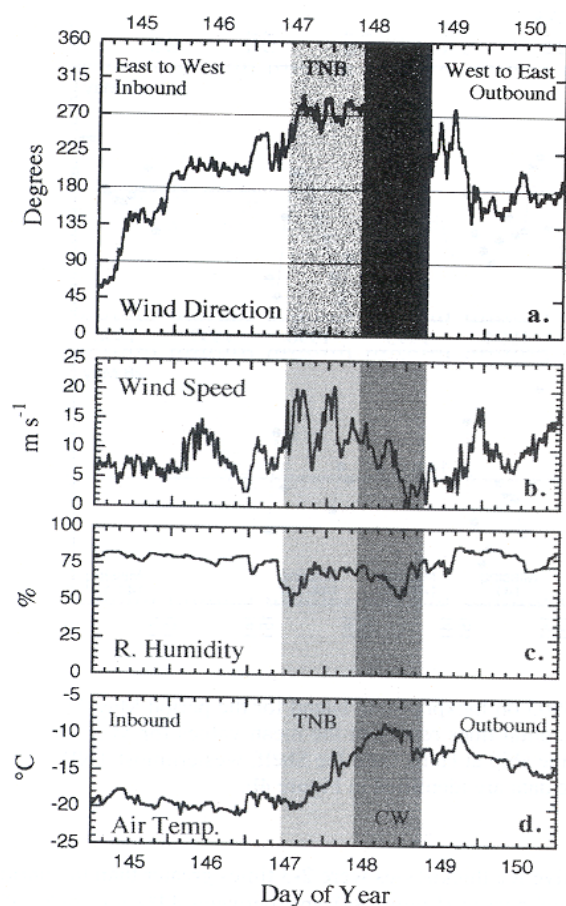 145 146 147 148 149 150
360
315
270
225
180
135
90
45
0
Degrees
East to West
Inbound
TNB
West to East
Outbound
Wind Direction
a.
25
20
15
10
5
0
m s⁻¹
Wind Speed
b.
100
75
50
25
0
%
R. Humidity
c.
-5
-10
-15
-20
-25
°C
Inbound
TNB
Outbound
CW
Air Temp.
d.
145 146 147 148 149 150
Day of Year